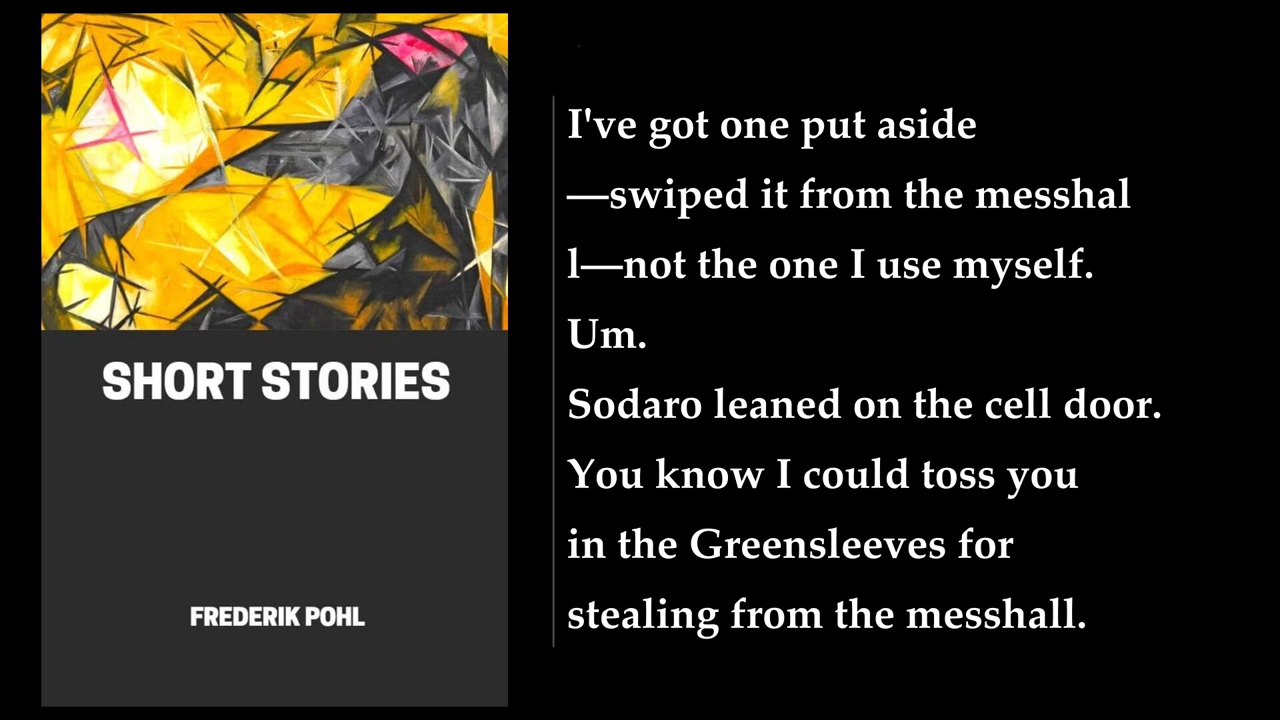 SHORT STORIES
FREDERIK POHL
I've got one put aside
—swiped it from the messhal
l—not the one I use myself.
Um.
Sodaro leaned on the cell door.
You know I could toss you
in the Greensleeves for
stealing from the messhall.